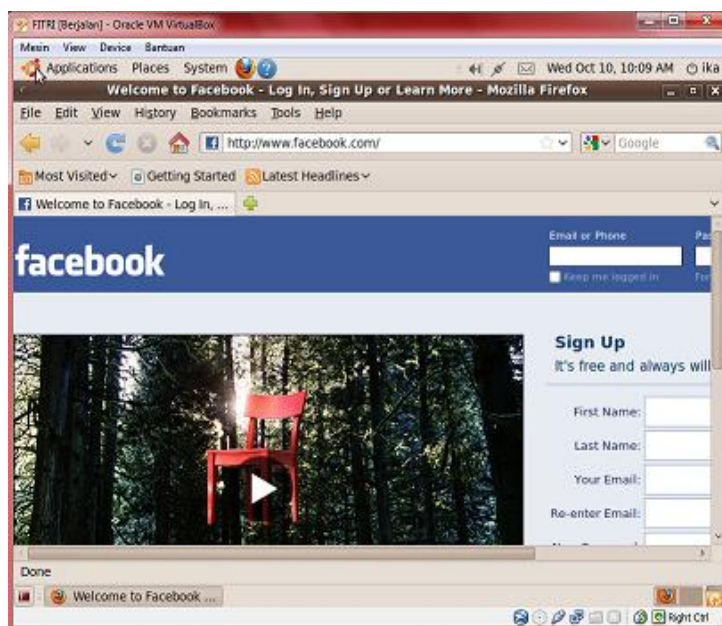 FITRI [Berjalan] - Oracle VM VirtualBox
Mesin View Device Bantuan
Applications Places System Wed Oct 10, 10:09 AM ika
Welcome to Facebook - Log In, Sign Up or Learn More - Mozilla Firefox
File Edit View History Bookmarks Tools Help
http://www.facebook.com/ Google
Most Visited Getting Started Latest Headlines
Welcome to Facebook - Log In, ...
Email or Phone Pas
facebook
Keep me logged in For
Sign Up
It's free and always will
First Name:
Last Name:
Your Email:
Re-enter Email:
Done
Welcome to Facebook ...
Right Ctrl